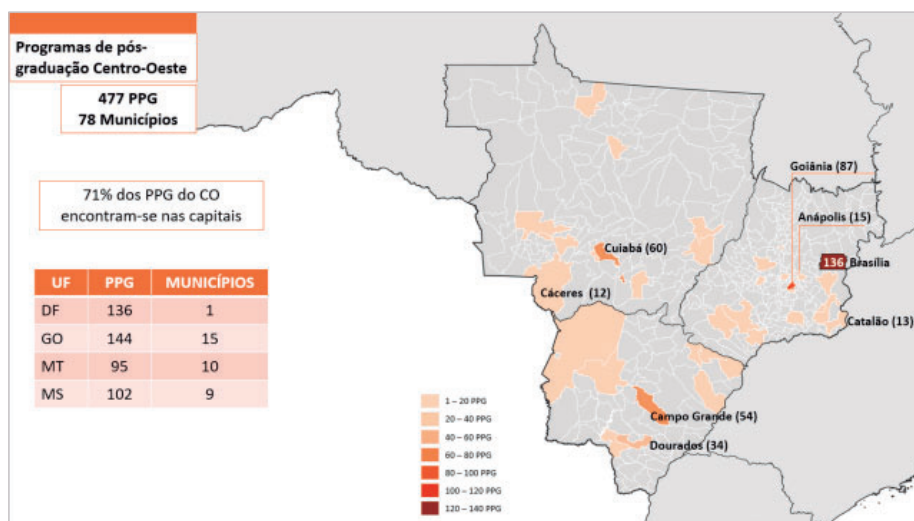 Programas de pós-
graduação Centro-Oeste
477 PPG
78 Municípios
71% dos PPG do CO
encontram-se nas capitais
UF PPG MUNICÍPIOS
DF 136 1
GO 144 15
MT 95 10
MS 102 9
Goiânia (87)
Anápolis (15)
Cuiabá (60)
136 Brasília
Cáceres (12)
Catalão (13)
Campo Grande (54)
Dourados (34)
1 – 20 PPG
20 – 40 PPG
40 – 60 PPG
60 – 80 PPG
80 – 100 PPG
100 – 120 PPG
120 – 140 PPG